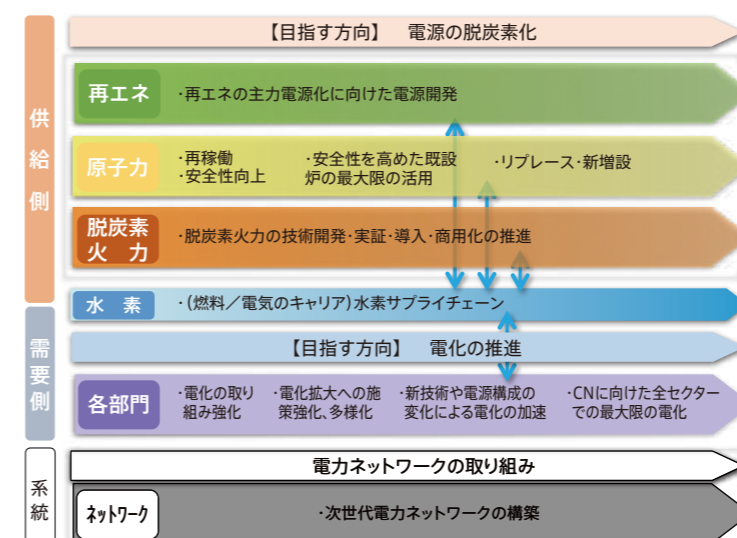 【目指す方向】 電源の脱炭素化
供給側
再エネ
・再エネの主力電源化に向けた電源開発
原子力
・再稼働
・安全性向上
・安全性を高めた既設
炉の最大限の活用
・リプレース・新増設
脱炭素
火 力
・脱炭素火力の技術開発・実証・導入・商用化の推進
水 素
・(燃料／電気のキャリア)水素サプライチェーン
需要側
【目指す方向】 電化の推進
各部門
・電化の取り
組み強化
・電化拡大への施
策強化、多様化
・新技術や電源構成の
変化による電化の加速
・CNに向けた全セクター
での最大限の電化
系統
電力ネットワークの取り組み
ネットワーク
・次世代電力ネットワークの構築